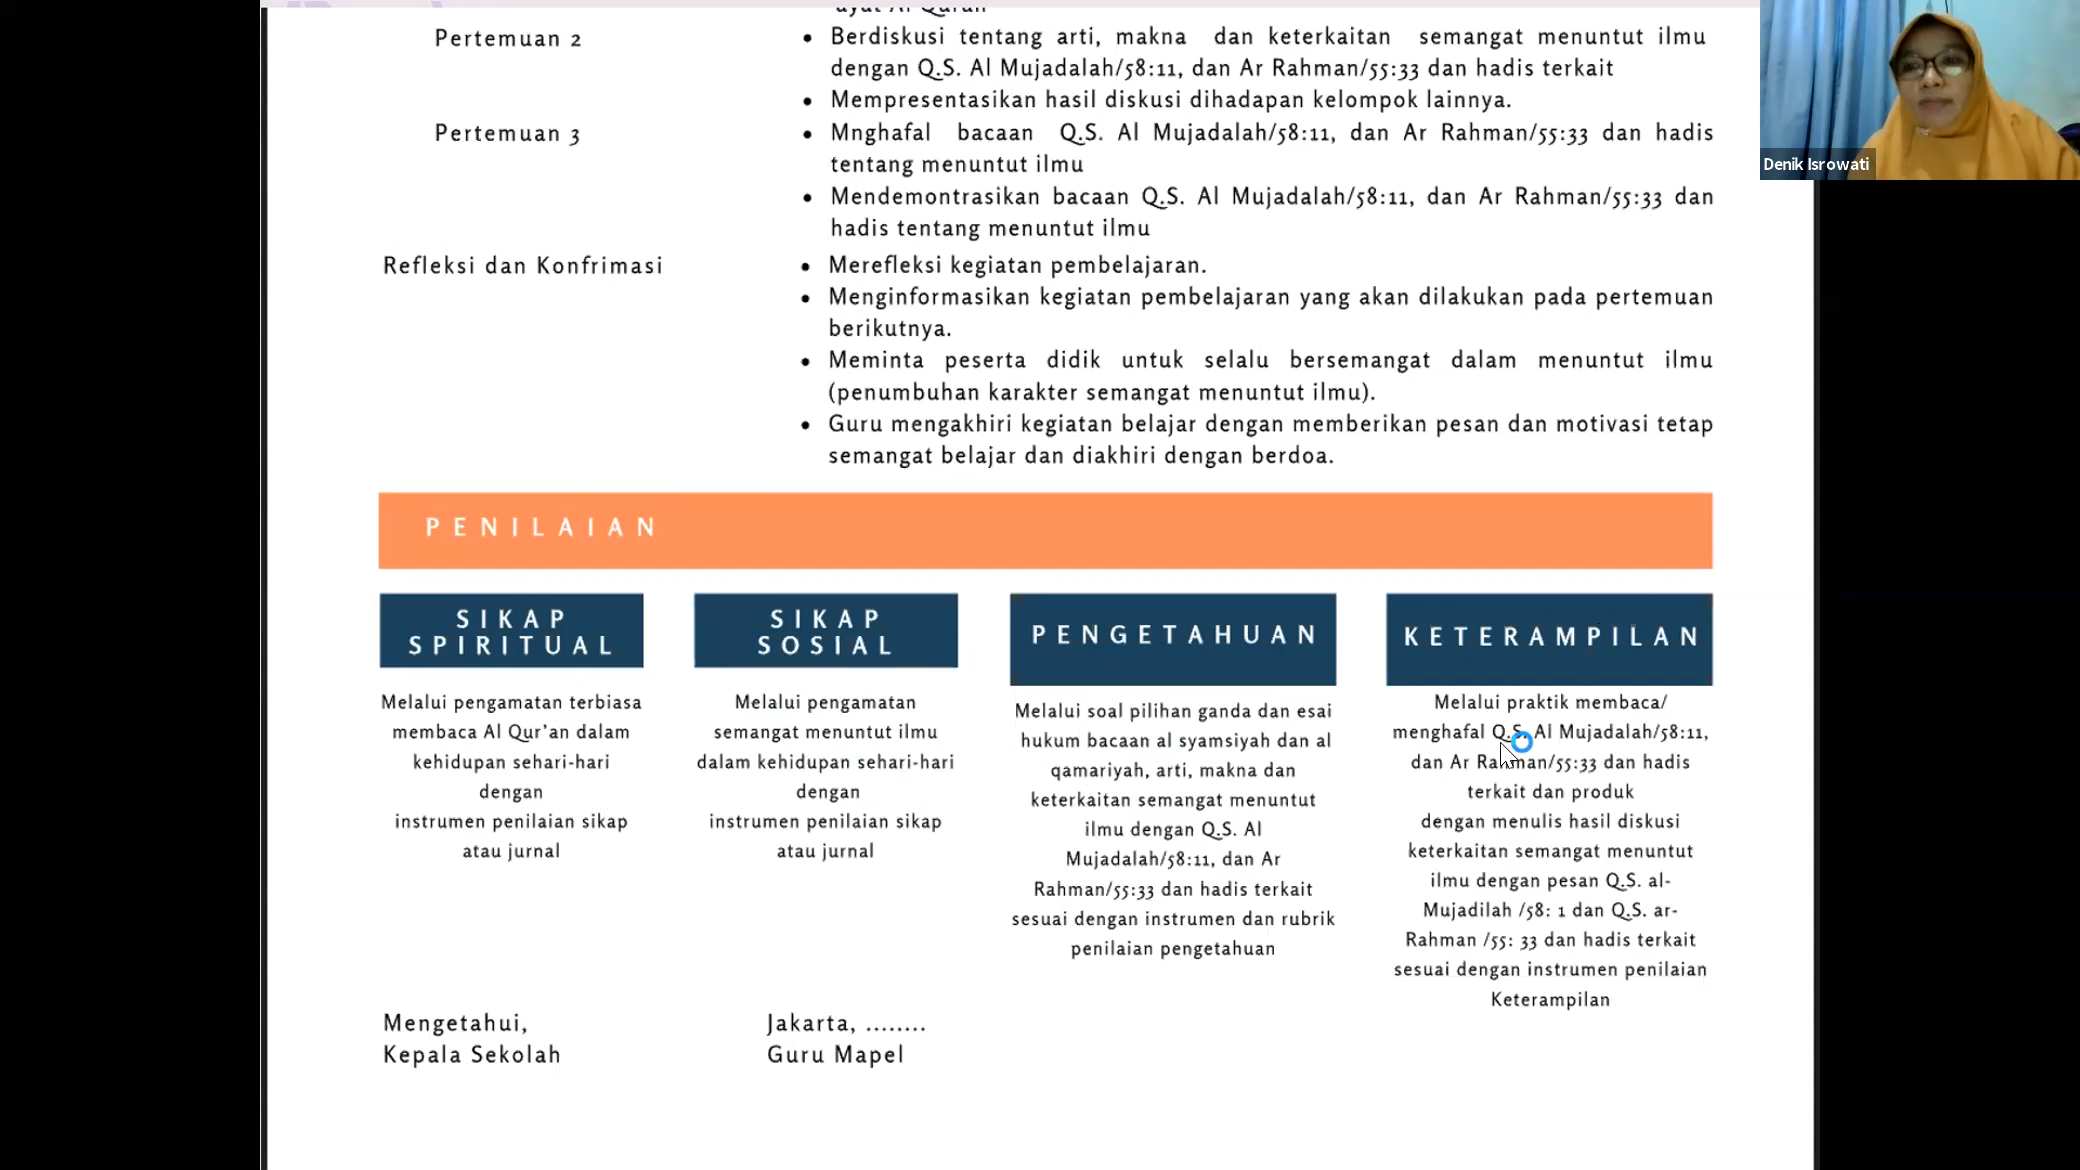 ayat Al Quran
Pertemuan 2
• Berdiskusi tentang arti, makna dan keterkaitan semangat menuntut ilmu
dengan Q.S. Al Mujadalah/58:11, dan Ar Rahman/55:33 dan hadis terkait
• Mempresentasikan hasil diskusi dihadapan kelompok lainnya.
Pertemuan 3
• Mnghafal bacaan Q.S. Al Mujadalah/58:11, dan Ar Rahman/55:33 dan hadis
tentang menuntut ilmu
• Mendemontrasikan bacaan Q.S. Al Mujadalah/58:11, dan Ar Rahman/55:33 dan
hadis tentang menuntut ilmu
Refleksi dan Konfrimasi
• Merefleksi kegiatan pembelajaran.
• Menginformasikan kegiatan pembelajaran yang akan dilakukan pada pertemuan
berikutnya.
• Meminta peserta didik untuk selalu bersemangat dalam menuntut ilmu
(penumbuhan karakter semangat menuntut ilmu).
• Guru mengakhiri kegiatan belajar dengan memberikan pesan dan motivasi tetap
semangat belajar dan diakhiri dengan berdoa.
PENILAIAN
SIKAP
SPIRITUAL
Melalui pengamatan terbiasa
membaca Al Qur'an dalam
kehidupan sehari-hari
dengan
instrumen penilaian sikap
atau jurnal
SIKAP
SOSIAL
Melalui pengamatan
semangat menuntut ilmu
dalam kehidupan sehari-hari
dengan
instrumen penilaian sikap
atau jurnal
PENGETAHUAN
Melalui soal pilihan ganda dan esai
hukum bacaan al syamsiyah dan al
qamariyah, arti, makna dan
keterkaitan semangat menuntut
ilmu dengan Q.S. Al
Mujadalah/58:11, dan Ar
Rahman/55:33 dan hadis terkait
sesuai dengan instrumen dan rubrik
penilaian pengetahuan
KETERAMPILAN
Melalui praktik membaca/
menghafal Q.S. Al Mujadalah/58:11,
dan Ar Rahman/55:33 dan hadis
terkait dan produk
dengan menulis hasil diskusi
keterkaitan semangat menuntut
ilmu dengan pesan Q.S. al-
Mujadilah /58: 1 dan Q.S. ar-
Rahman /55: 33 dan hadis terkait
sesuai dengan instrumen penilaian
Keterampilan
Mengetahui,
Kepala Sekolah
Jakarta, ........
Guru Mapel
Denik Isrowati